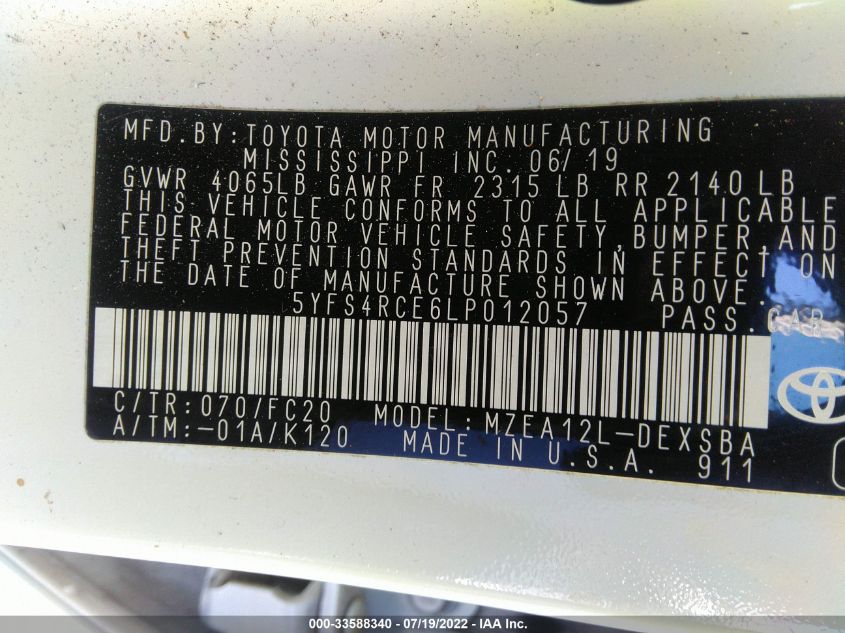 MFD.BY:TOYOTA MOTOR MANUFACTURING
MISSISSIPPI INC. 06/19
GVWR 4065LB GAWR FR 2315 LB RR 2140 LB
THIS VEHICLE CONFORMS TO ALL APPLICABLE
FEDERAL MOTOR VEHICLE SAFETY,BUMPER,AND
THEFT PREVENTION STANDARDS IN EFFECT ON
THE DATE OF MANUFACTURE SHOWN ABOVE.
5YFS4RCE6LP012057 PASS.CAR
C/TR:070/FC20 MODEL:MZEA12L-DEXSBA
A/TM:-01A/K120 MADE IN U.S.A. 911
000-33588340 - 07/19/2022 - IAA Inc.